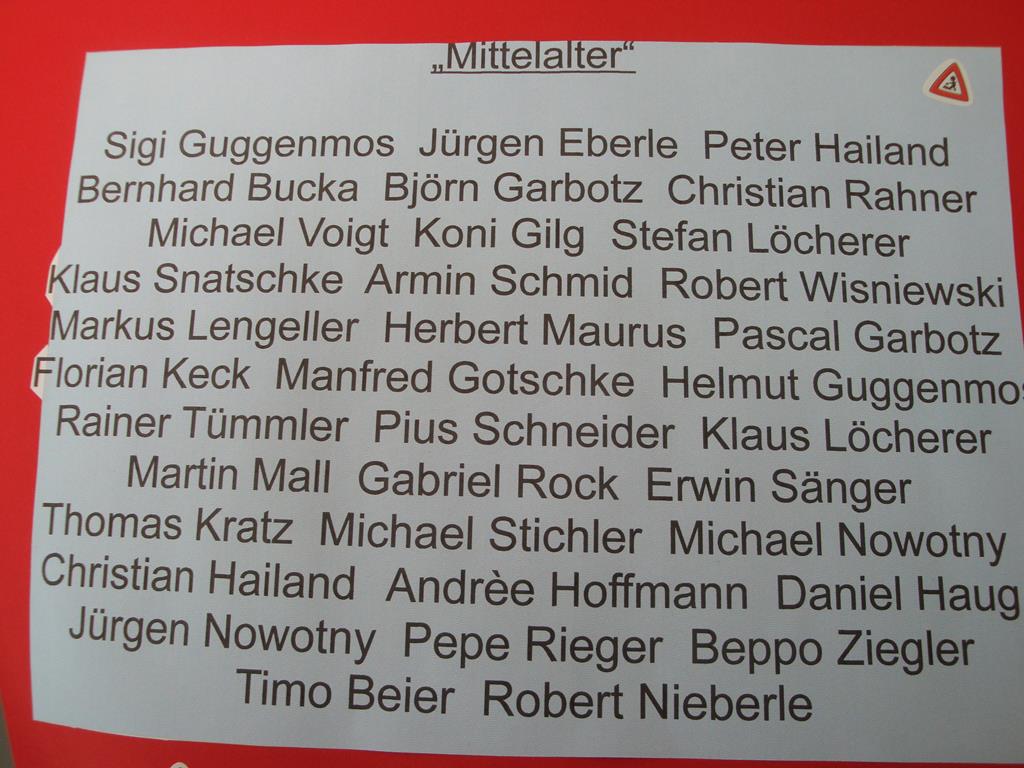 „Mittelalter“
Sigi Guggenmos Jürgen Eberle Peter Hailand
Bernhard Bucka Björn Garbotz Christian Rahner
Michael Voigt Koni Gilg Stefan Löcherer
Klaus Snatschke Armin Schmid Robert Wisniewski
Markus Lengeller Herbert Maurus Pascal Garbotz
Florian Keck Manfred Gotschke Helmut Guggenmos
Rainer Tümmler Pius Schneider Klaus Löcherer
Martin Mall Gabriel Rock Erwin Sänger
Thomas Kratz Michael Stichler Michael Nowotny
Christian Hailand Andrèe Hoffmann Daniel Haug
Jürgen Nowotny Pepe Rieger Beppo Ziegler
Timo Beier Robert Nieberle